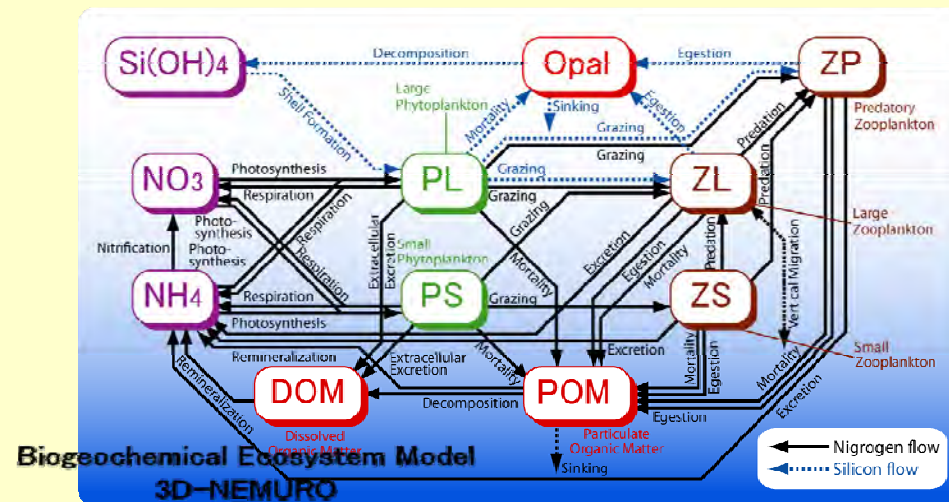 Decomposition
Egestion
Si(OH)4
Opal
ZP
Large
Phytoplankton
Shell Formation
Mortality
Sinking
Egestion
Grazing
Predatory
Zooplankton
Grazing
Predation
Photosynthesis
Grazing
NO3
PL
ZL
Respiration
Grazing
Predation
Grazing
Photo-
synthesis
Respiration
Large
Zooplankton
Nitrification
Photo-
synthesis
Extracellular
Excretion
Small
Phytoplankton
Excretion
Egestion
Mortality
Predation
Respiration
Mortality
Vertical Migration
NH4
Respiration
PS
Grazing
ZS
Photosynthesis
Small
Zooplankton
Remineralization
Extracellular
Excretion
Mortality
Excretion
Mortality
Egestion
Mortality
Excretion
Remineralization
DOM
Decomposition
POM
Egestion
Dissolved
Organic Matter
Particulate
Organic Matter
Sinking
Biogeochemical Ecosystem Model
3D-NEMURO
Nigrogen flow
Silicon flow